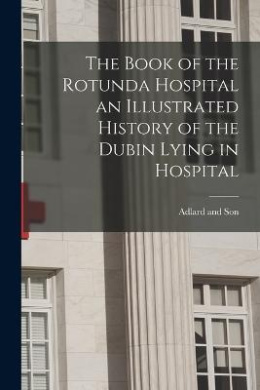 The Book of the
Rotunda Hospital
an Illustrated
History of the
Dubin Lying in
Hospital
Adlard and Son